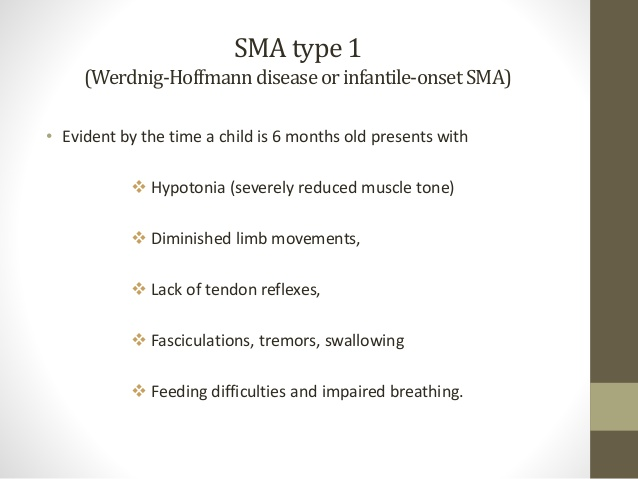 SMA type 1
(Werdnig-Hoffmann disease or infantile-onset SMA)
• Evident by the time a child is 6 months old presents with
❖ Hypotonia (severely reduced muscle tone)
❖ Diminished limb movements,
❖ Lack of tendon reflexes,
❖ Fasciculations, tremors, swallowing
❖ Feeding difficulties and impaired breathing.